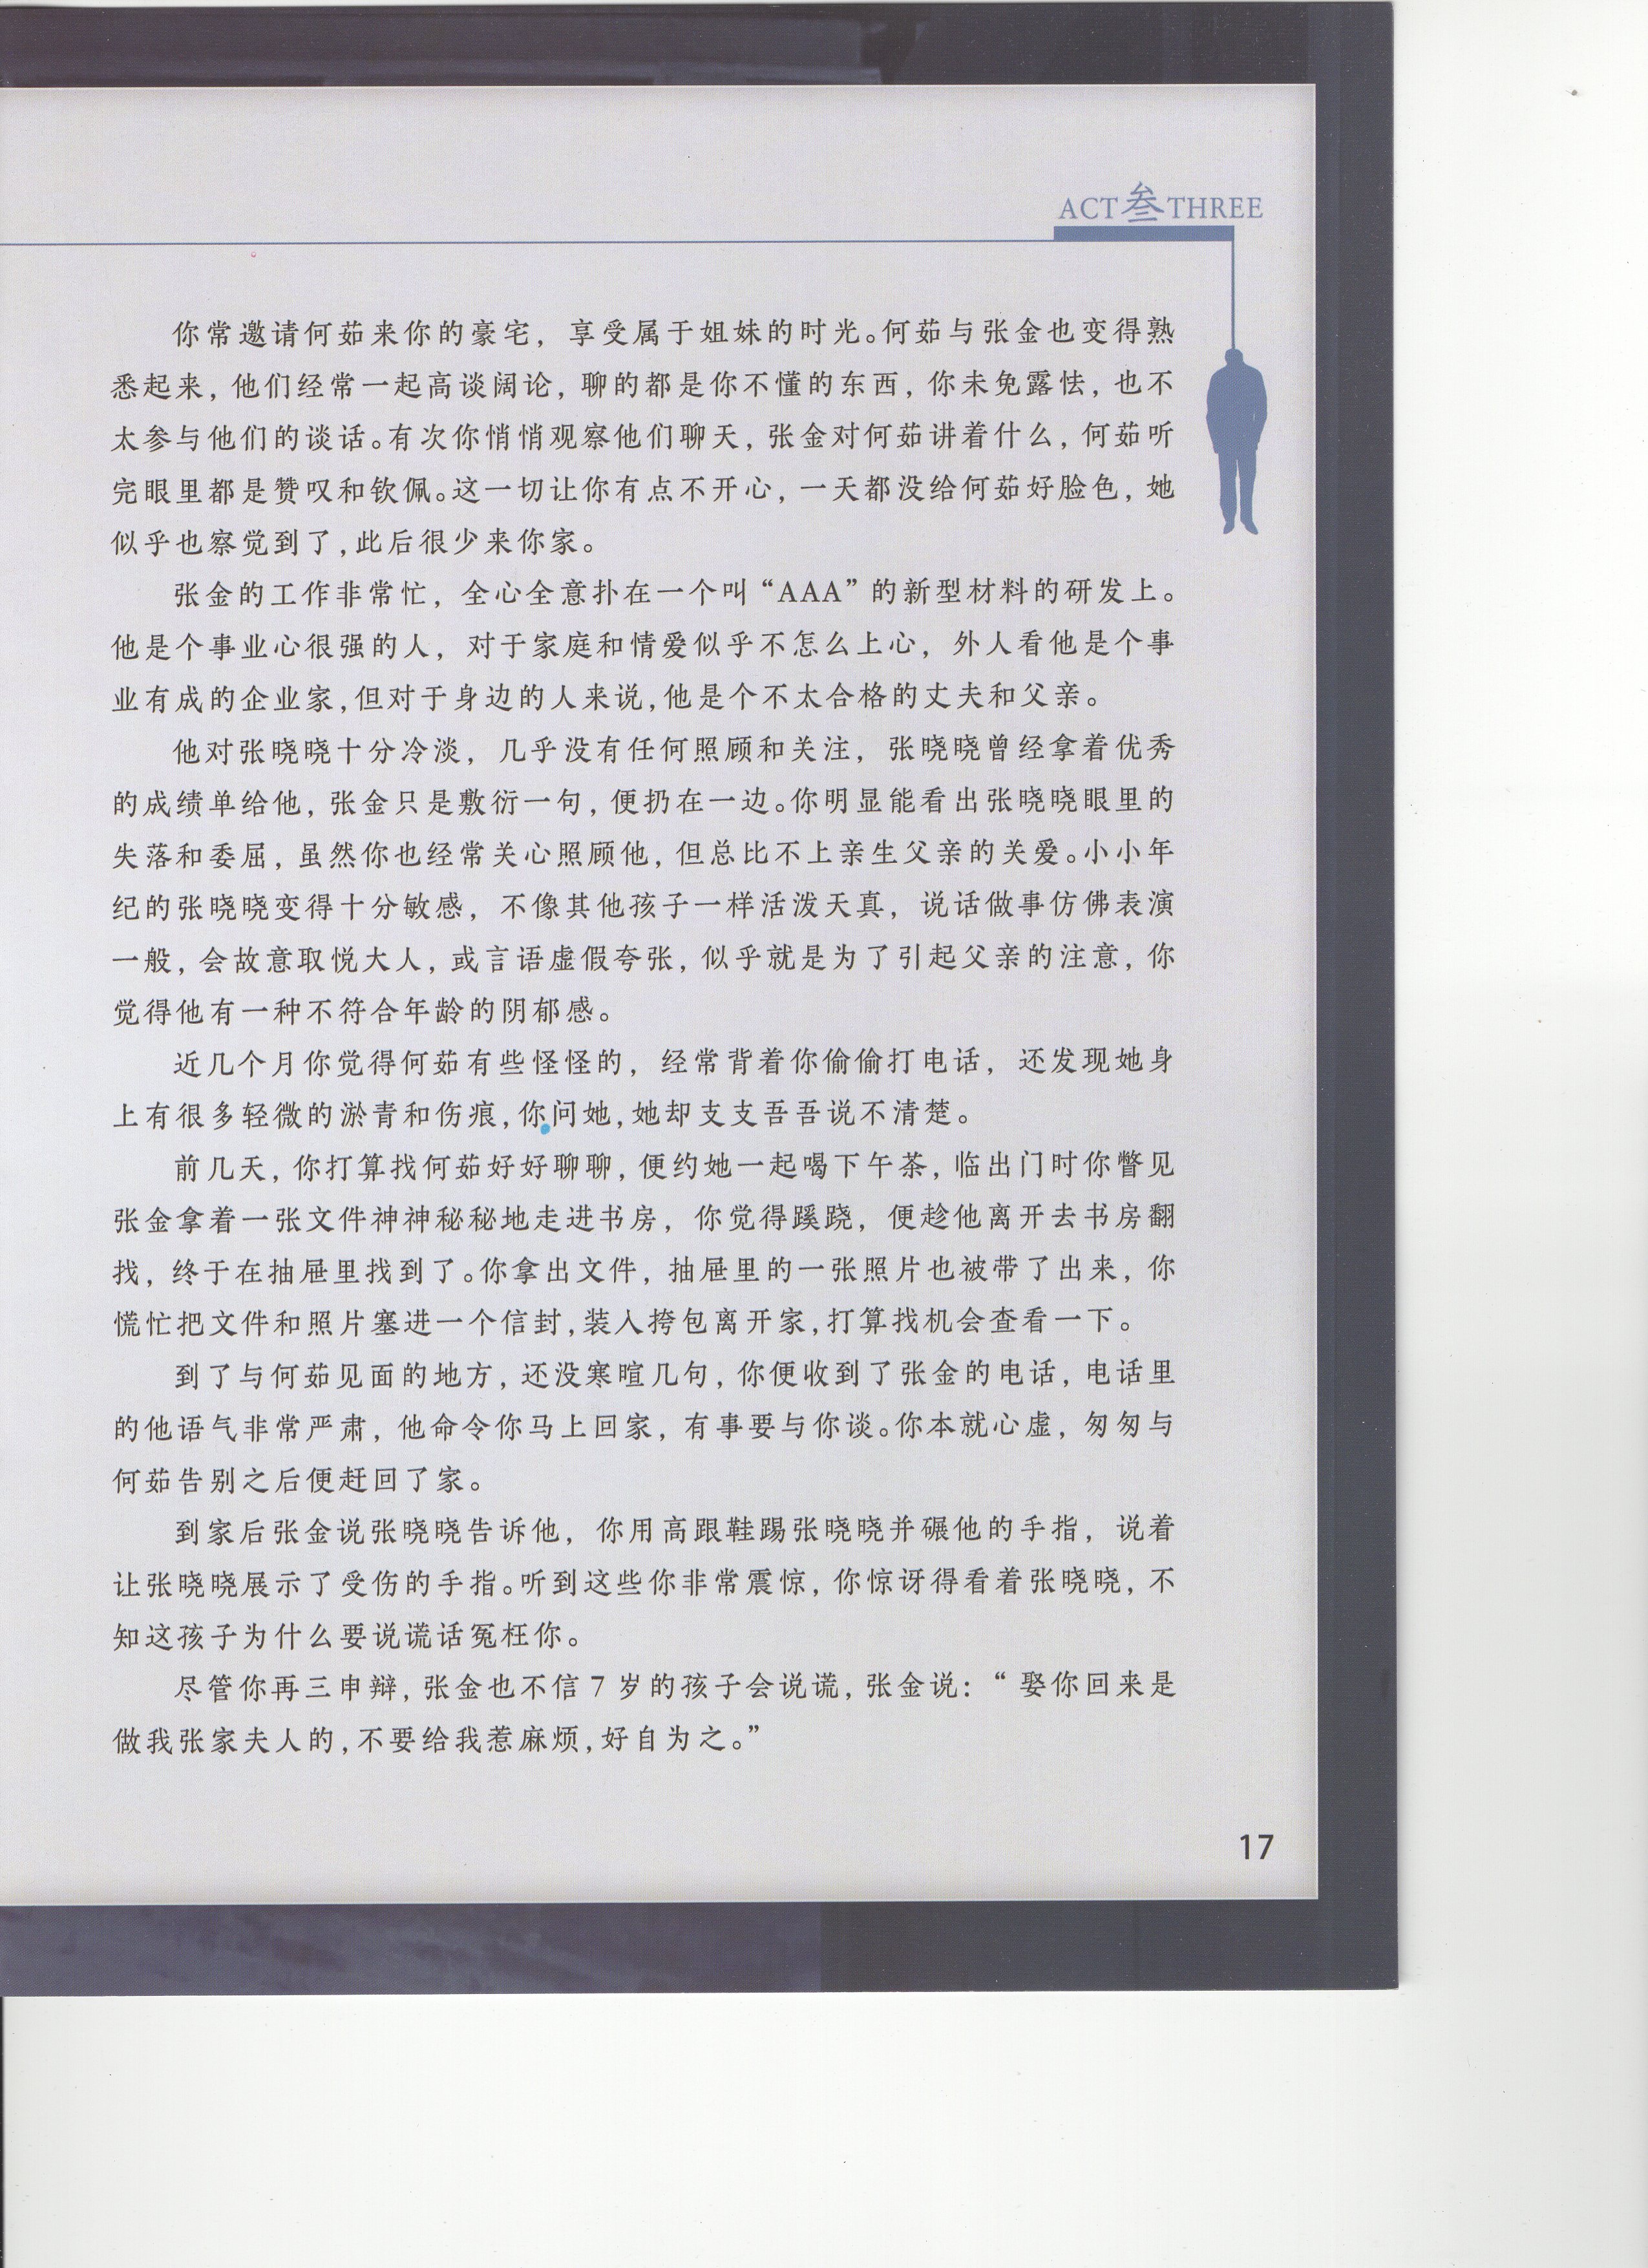 ACT叁THREE
你常邀请何茹来你的豪宅，享受属于姐妹的时光。何茹与张金也变得熟
悉起来，他们经常一起高谈阔论，聊的都是你不懂的东西，你未免露怯，也不
太参与他们的谈话。有次你悄悄观察他们聊天，张金对何茹讲着什么，何茹听
完眼里都是赞叹和钦佩。这一切让你有点不开心，一天都没给何茹好脸色，她
似乎也察觉到了，此后很少来你家。
张金的工作非常忙，全心全意扑在一个叫“AAA”的新型材料的研发上。
他是个事业心很强的人，对于家庭和情爱似乎不怎么上心，外人看他是个事
业有成的企业家，但对于身边的人来说，他是个不太合格的丈夫和父亲。
他对张晓晓十分冷淡，几乎没有任何照顾和关注，张晓晓曾经拿着优秀
的成绩单给他，张金只是敷衍一句，便扔在一边。你明显能看出张晓晓眼里的
失落和委屈，虽然你也经常关心照顾他，但总比不上亲生父亲的关爱。小小年
纪的张晓晓变得十分敏感，不像其他孩子一样活泼天真，说话做事仿佛表演
一般，会故意取悦大人，或言语虚假夸张，似乎就是为了引起父亲的注意，你
觉得他有一种不符合年龄的阴郁感。
近几个月你觉得何茹有些怪怪的，经常背着你偷偷打电话，还发现她身
上有很多轻微的淤青和伤痕，你问她，她却支支吾吾说不清楚。
前几天，你打算找何茹好好聊聊，便约她一起喝下午茶，临出门时你瞥见
张金拿着一张文件神神秘秘地走进书房，你觉得蹊跷，便趁他离开去书房翻
找，终于在抽屉里找到了。你拿出文件，抽屉里的一张照片也被带了出来，你
慌忙把文件和照片塞进一个信封，装入挎包离开家，打算找机会查看一下。
到了与何茹见面的地方，还没寒暄几句，你便收到了张金的电话，电话里
的他语气非常严肃，他命令你马上回家，有事要与你谈。你本就心虚，匆匆与
何茹告别之后便赶回了家。
到家后张金说张晓晓告诉他，你用高跟鞋踢张晓晓并碾他的手指，说着
让张晓晓展示了受伤的手指。听到这些你非常震惊，你惊讶得看着张晓晓，不
知这孩子为什么要说谎话冤枉你。
尽管你再三申辩，张金也不信7岁的孩子会说谎，张金说：“娶你回来是
做我张家夫人的，不要给我惹麻烦，好自为之。”
17